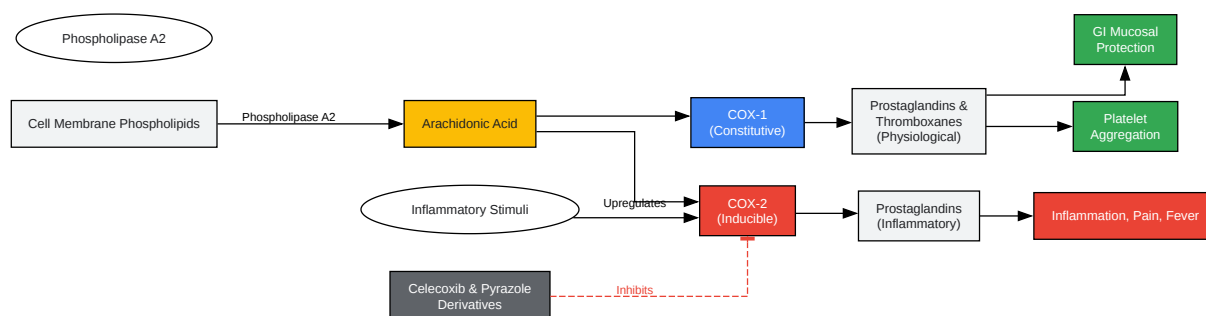 Phospholipase A2
GI Mucosal
Protection
Cell Membrane Phospholipids
Phospholipase A2
Arachidonic Acid
COX-1
(Constitutive)
Prostaglandins &
Thromboxanes
(Physiological)
Platelet
Aggregation
Inflammatory Stimuli
Upregulates
COX-2
(Inducible)
Prostaglandins
(Inflammatory)
Inflammation, Pain, Fever
Celecoxib & Pyrazole
Derivatives
Inhibits